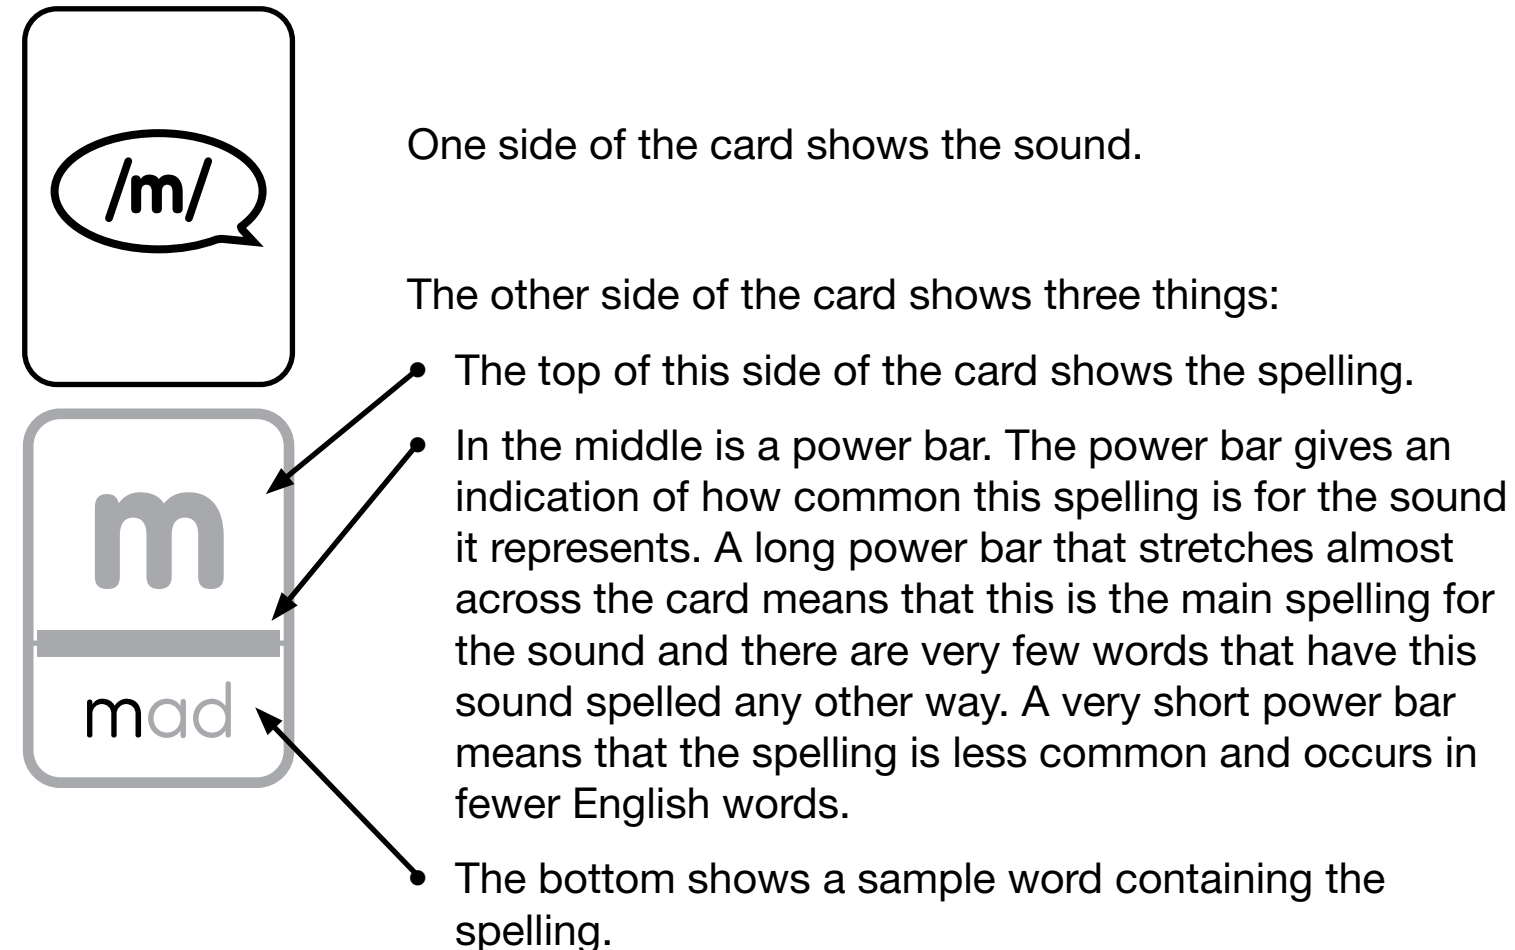 /m/
One side of the card shows the sound.
The other side of the card shows three things:
• The top of this side of the card shows the spelling.
• In the middle is a power bar. The power bar gives an
indication of how common this spelling is for the sound
it represents. A long power bar that stretches almost
across the card means that this is the main spelling for
the sound and there are very few words that have this
sound spelled any other way. A very short power bar
means that the spelling is less common and occurs in
fewer English words.
• The bottom shows a sample word containing the
spelling.
m
mad